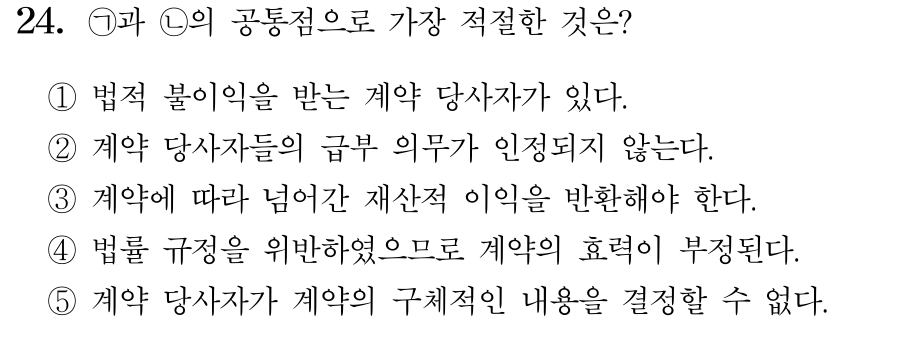 24. ㉠과 ㉡의 공통점으로 가장 적절한 것은?
① 법적 불이익을 받는 계약 당사자가 있다.
② 계약 당사자들의 급부 의무가 인정되지 않는다.
③ 계약에 따라 넘어간 재산적 이익을 반환해야 한다.
④ 법률 규정을 위반하였으므로 계약의 효력이 부정된다.
⑤ 계약 당사자가 계약의 구체적인 내용을 결정할 수 없다.